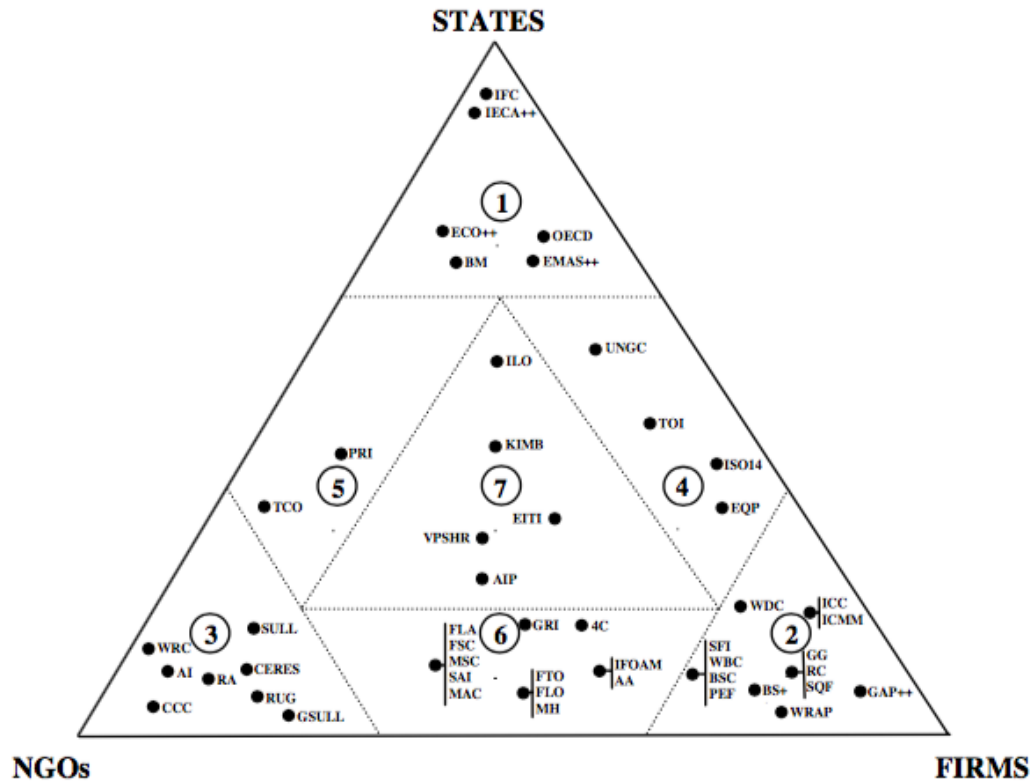 STATES
IFC
IECA++
1
ECO++
OECD
BM
EMAS++
UNGC
ILO
TOI
KIMB
PRI
ISO14
5
7
4
TCO
EQP
EITI
VPSHR
AIP
WDC
ICC
ICMM
3
SULL
6
GRI
4C
2
WRC
AI
RA
CERES
RUG
CCC
GSULL
FLA
FSC
MSC
SAI
MAC
FTO
FLO
MH
IFOAM
AA
SFI
WBC
BSC
PEF
GG
RC
SQF
BS+
GAP++
WRAP
NGOs
FIRMS